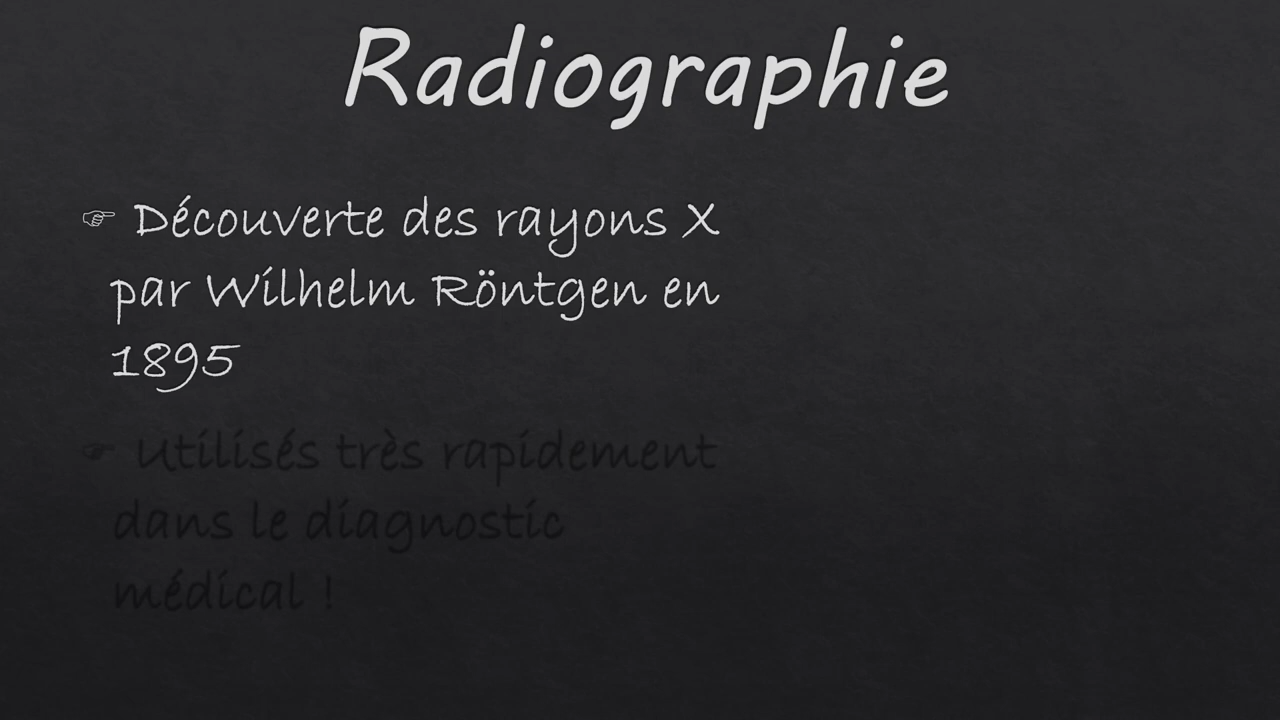 Radiographie
☞ Découverte des rayons X
par Wilhelm Röntgen en
1895
☞ Utilisés très rapidement
dans le diagnostic
médical !